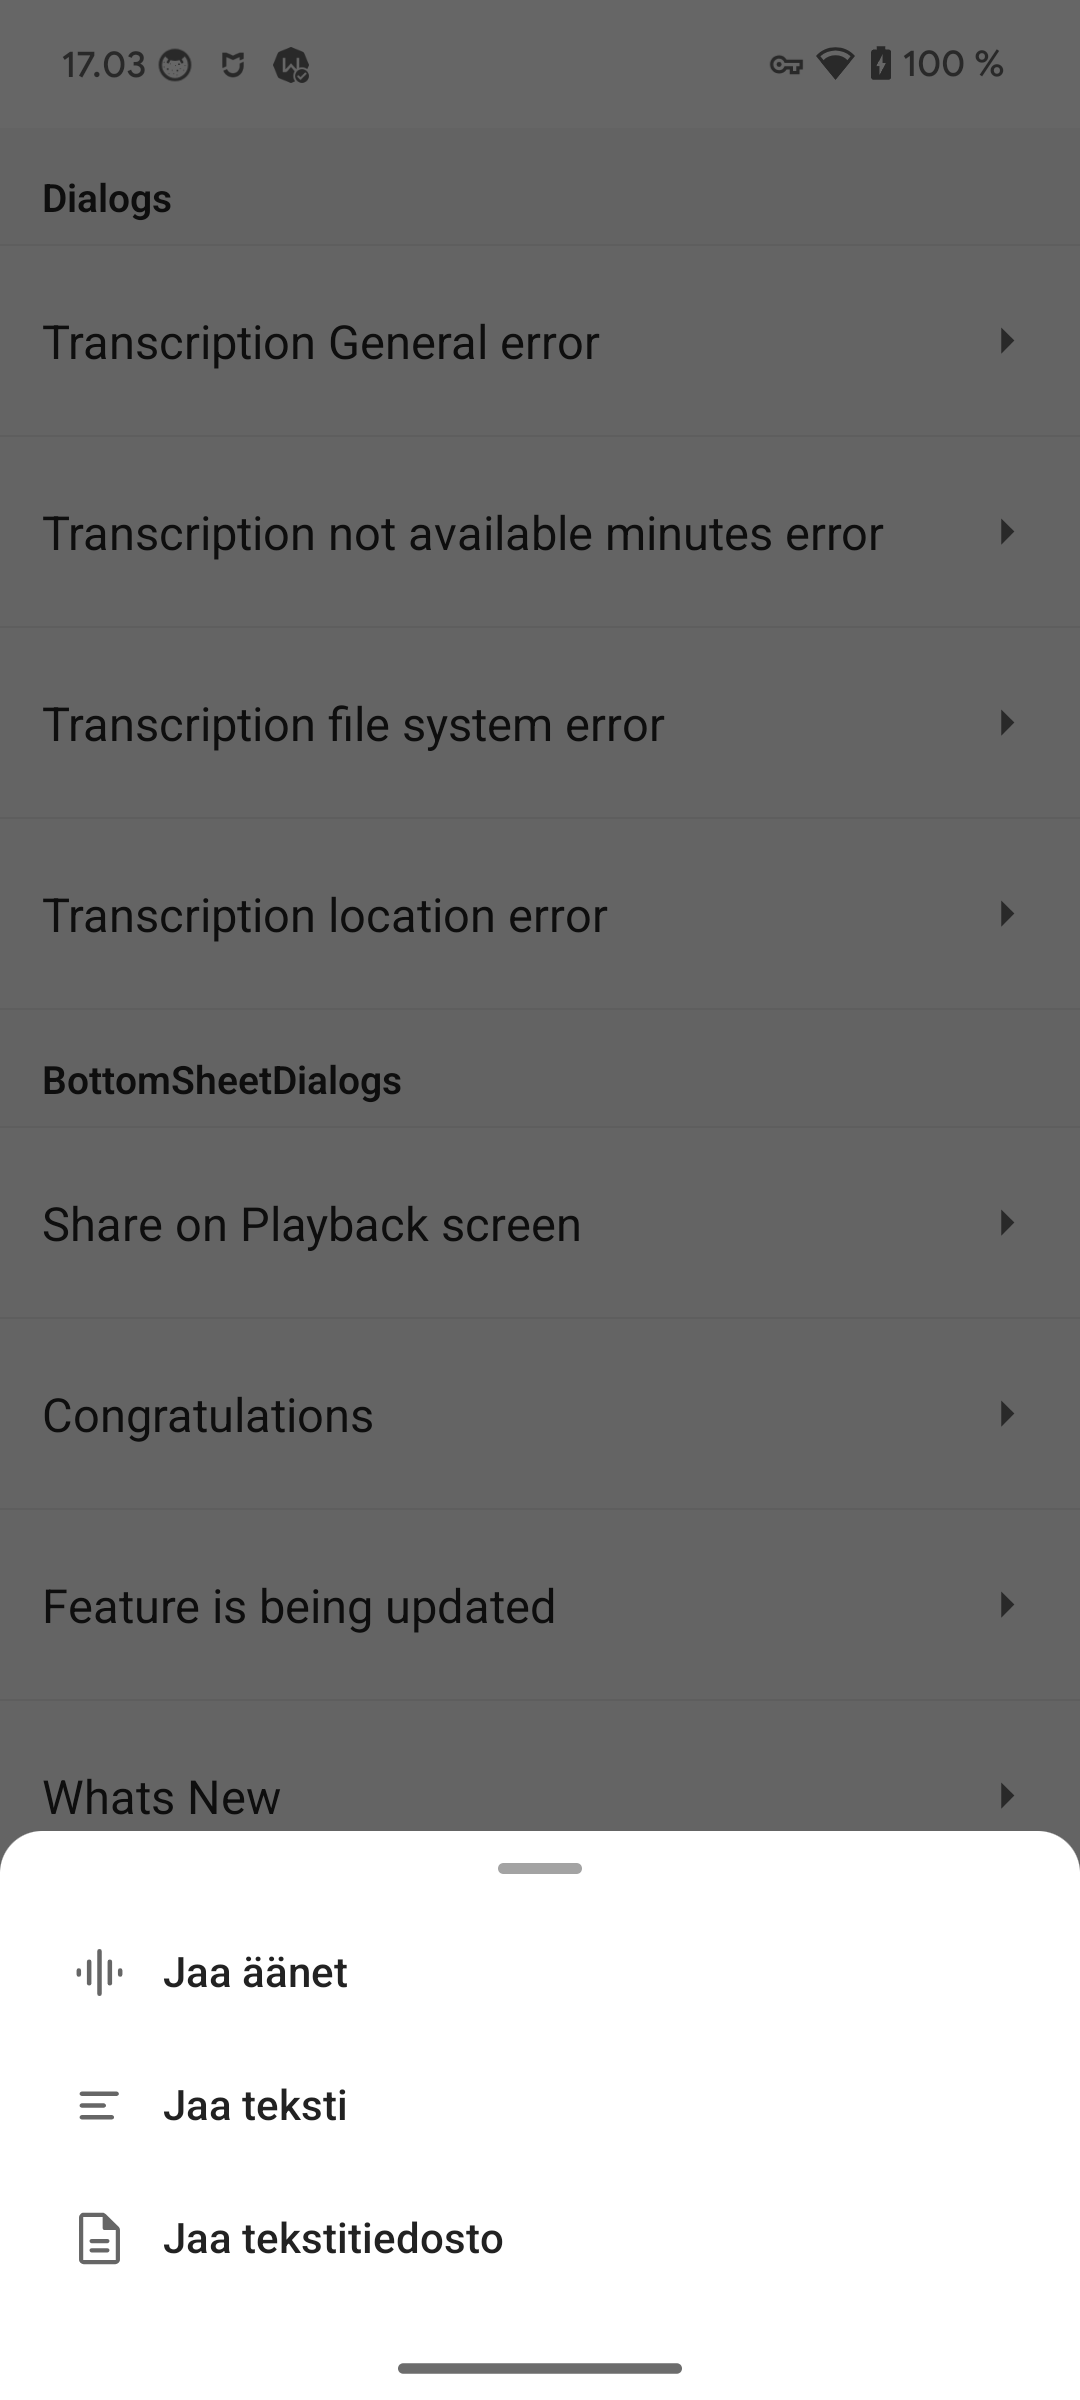 17.03 100 %
Dialogs
Transcription General error
Transcription not available minutes error
Transcription file system error
Transcription location error
BottomSheetDialogs
Share on Playback screen
Congratulations
Feature is being updated
Whats New
Jaa äänet
Jaa teksti
Jaa tekstitiedosto